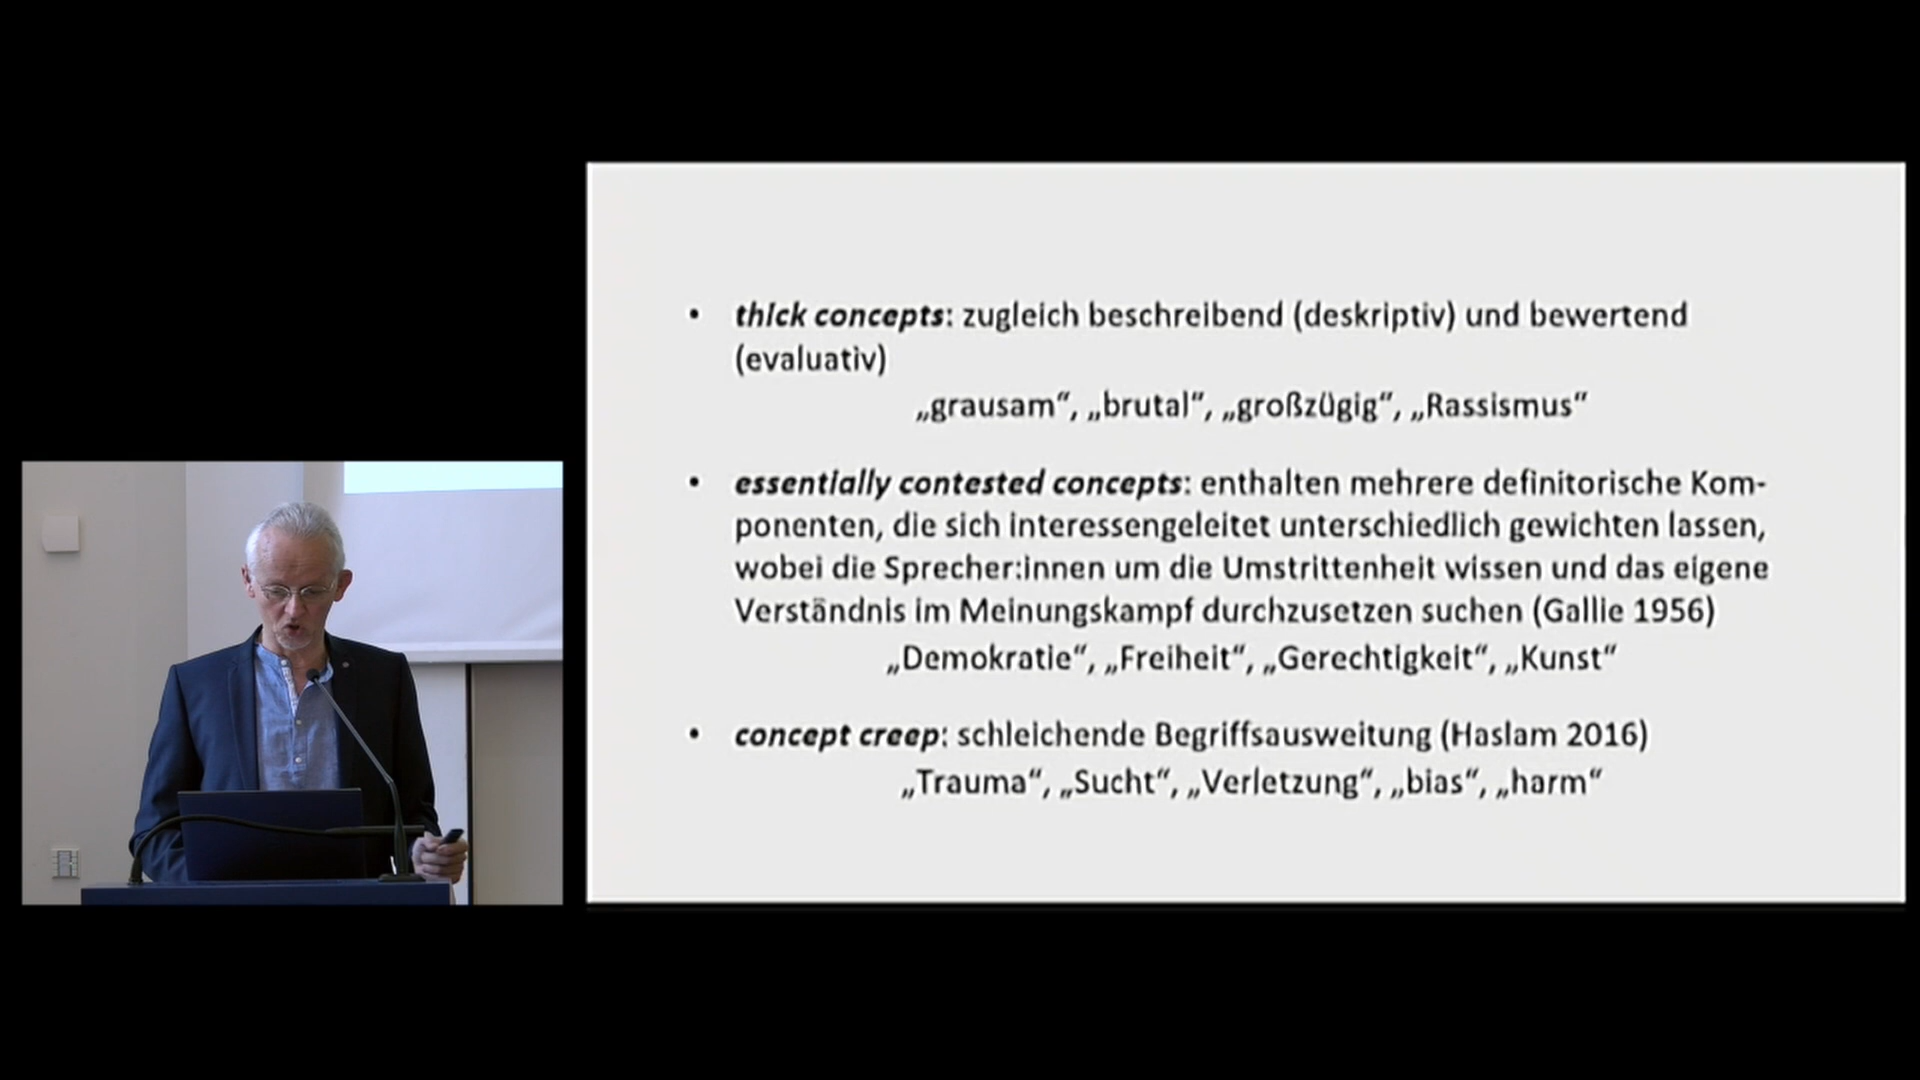 • thick concepts: zugleich beschreibend (deskriptiv) und bewertend
(evaluativ)
„grausam“, „brutal“, „großzügig“, „Rassismus“
• essentially contested concepts: enthalten mehrere definitorische Kom-
ponenten, die sich interessengeleitet unterschiedlich gewichten lassen,
wobei die Sprecher:innen um die Umstrittenheit wissen und das eigene
Verständnis im Meinungskampf durchzusetzen suchen (Gallie 1956)
„Demokratie“, „Freiheit“, „Gerechtigkeit“, „Kunst“
• concept creep: schleichende Begriffsausweitung (Haslam 2016)
„Trauma“, „Sucht“, „Verletzung“, „bias“, „harm“